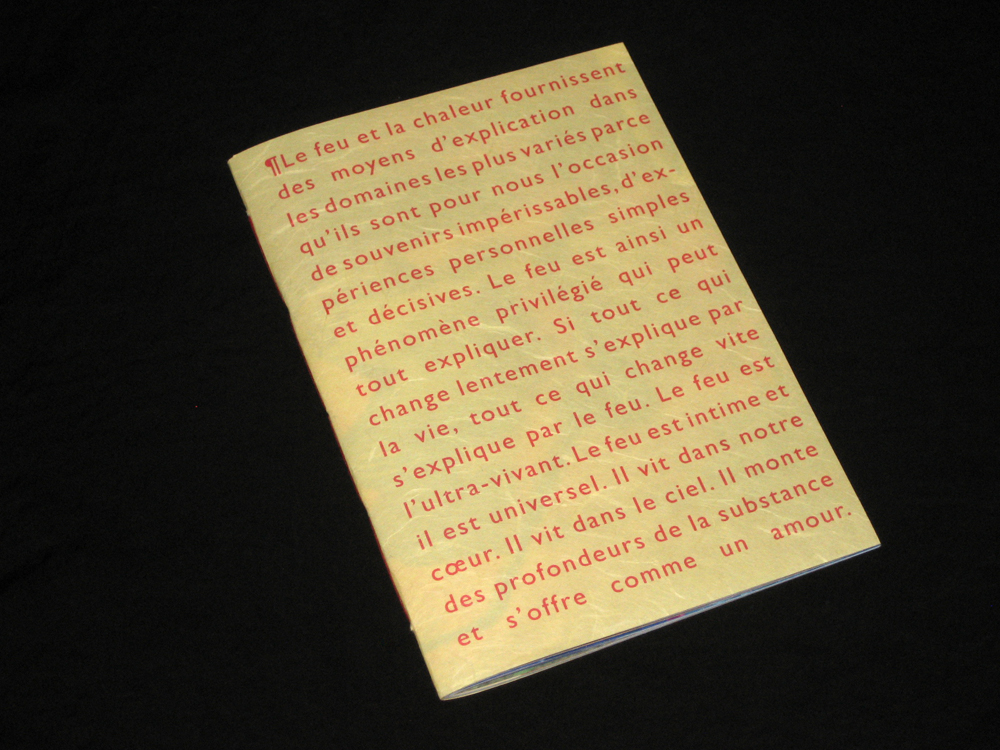 ¶Le feu et la chaleur fournissent
des moyens d'explication dans
les domaines les plus variés parce
qu'ils sont pour nous l'occasion
de souvenirs impérissables, d'ex-
périences personnelles simples
et décisives. Le feu est ainsi un
phénomène privilégié qui peut
tout expliquer. Si tout ce qui
change lentement s'explique par
la vie, tout ce qui change vite
s'explique par le feu. Le feu est
l'ultra-vivant. Le feu est intime et
il est universel. Il vit dans notre
cœur. Il vit dans le ciel. Il monte
des profondeurs de la substance
et s'offre comme un amour.